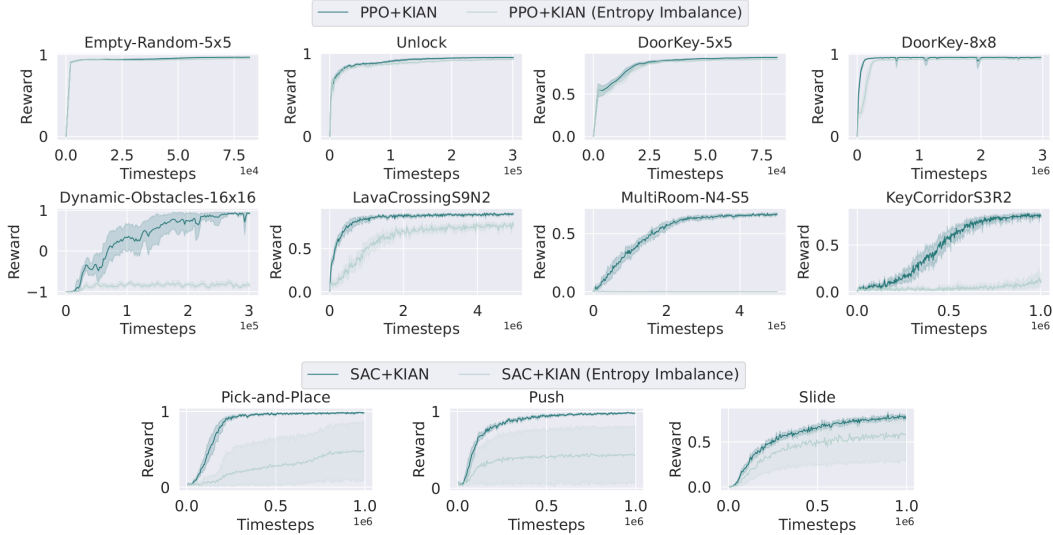 PPO+KIAN PPO+KIAN (Entropy Imbalance)
Empty-Random-5x5 Unlock DoorKey-5x5 DoorKey-8x8
Reward 1 0 Reward 1 0 Reward 0.5 Reward 1 0
0.0 2.5 5.0 7.5 0 1 2 3 0.0 2.5 5.0 7.5 0 1 2 3
Timesteps 1e4 Timesteps 1e5 Timesteps 1e4 Timesteps 1e6
Dynamic-Obstacles-16x16 LavaCrossingS9N2 MultiRoom-N4-S5 KeyCorridorS3R2
Reward 1 0 −1 Reward 0.5 0.0 Reward 0.5 0.0 Reward 0.5 0.0
0 1 2 3 0 2 4 0 2 4 0.0 0.5 1.0
Timesteps 1e5 Timesteps 1e6 Timesteps 1e5 Timesteps 1e6
SAC+KIAN SAC+KIAN (Entropy Imbalance)
Pick-and-Place Push Slide
Reward 1 0 Reward 1 0 Reward 0.5 0.0
0.0 0.5 1.0 0.0 0.5 1.0 0.0 0.5 1.0
Timesteps 1e6 Timesteps 1e6 Timesteps 1e6